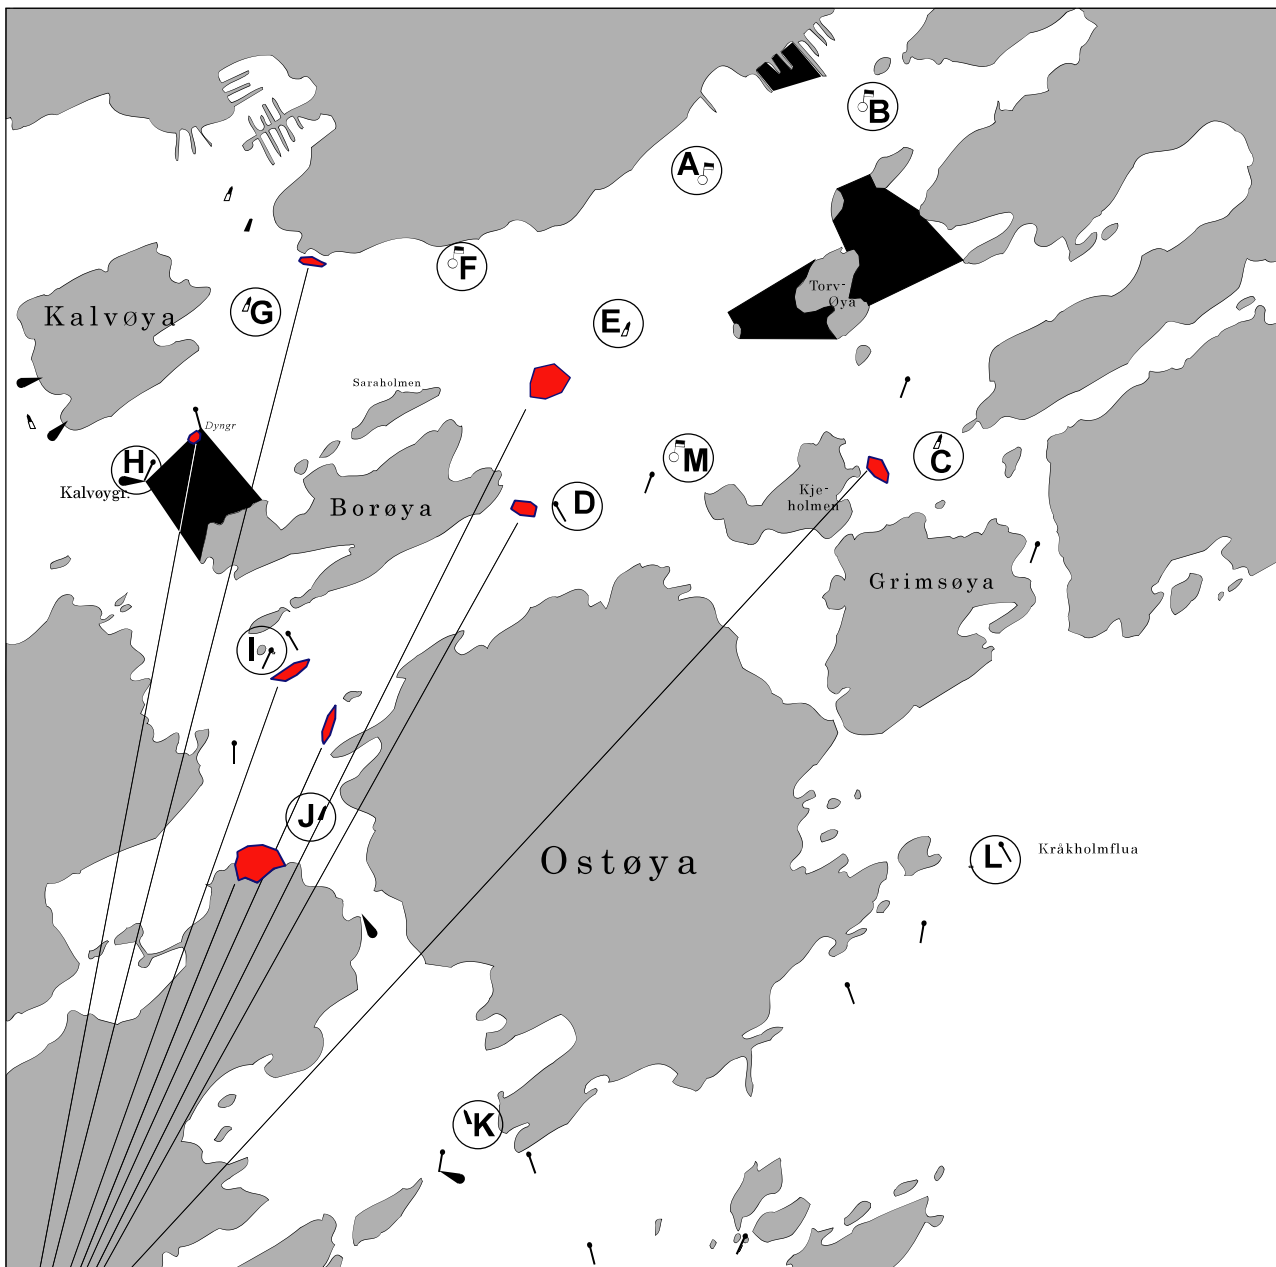 B
A
F
Torv-
Øya
G
Kalvøya
E
Saraholmen
Dyngr
H
M
C
Kalvøygr.
Borøya
D
Kje-
holmen
Grimsøya
I
J
Ostøya
L
Kråkholmflua
K